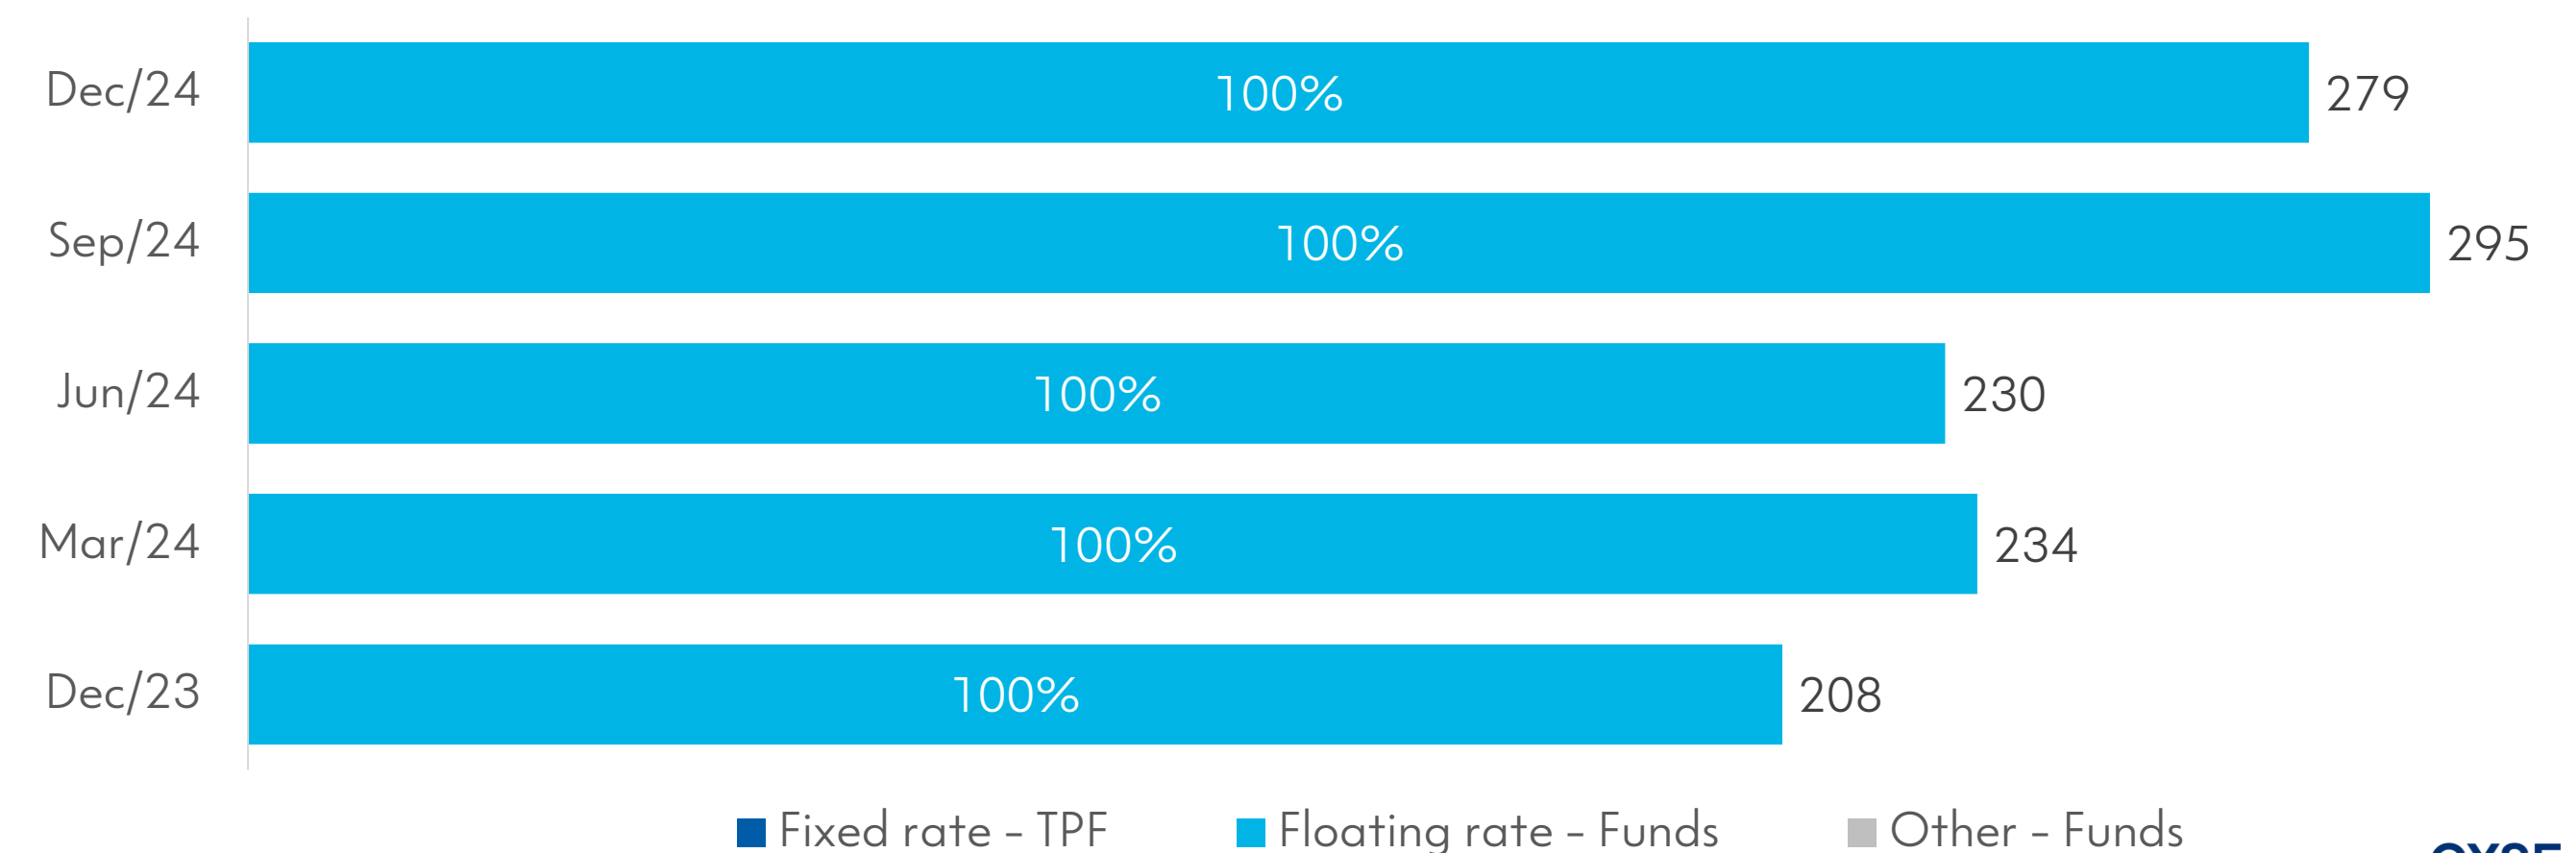 Dec/24 100% 279
Sep/24 100% 295
Jun/24 100% 230
Mar/24 100% 234
Dec/23 100% 208
Fixed rate – TPF Floating rate – Funds Other – Funds